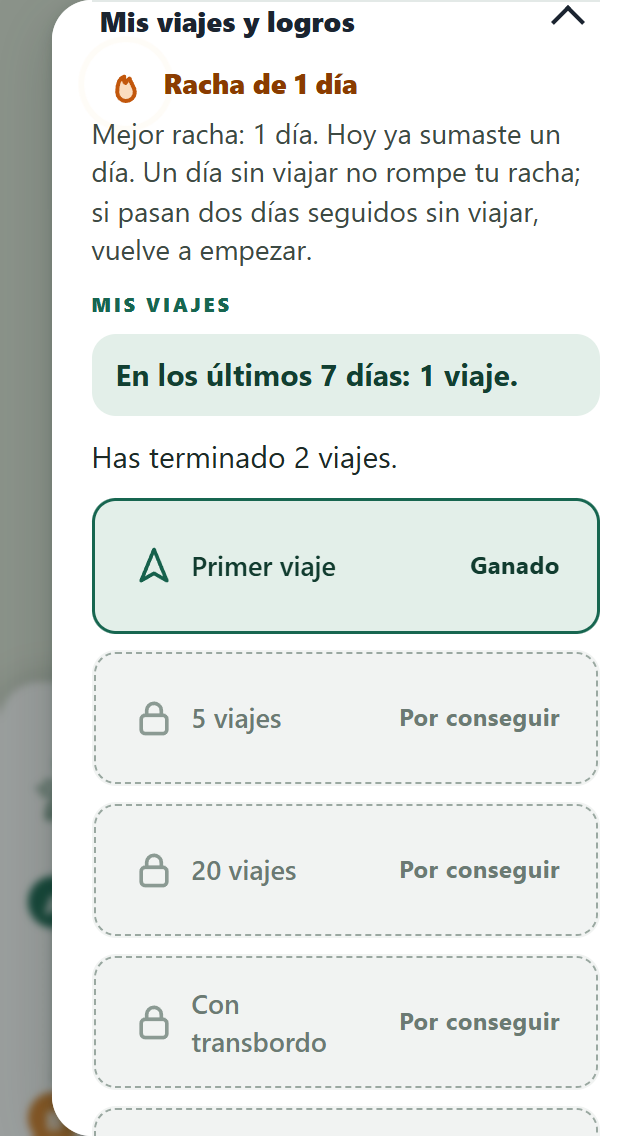 Mis viajes y logros
Racha de 1 día
Mejor racha: 1 día. Hoy ya sumaste un
día. Un día sin viajar no rompe tu racha;
si pasan dos días seguidos sin viajar,
vuelve a empezar.
MIS VIAJES
En los últimos 7 días: 1 viaje.
Has terminado 2 viajes.
Primer viaje
Ganado
5 viajes
Por conseguir
20 viajes
Por conseguir
Con
transbordo
Por conseguir